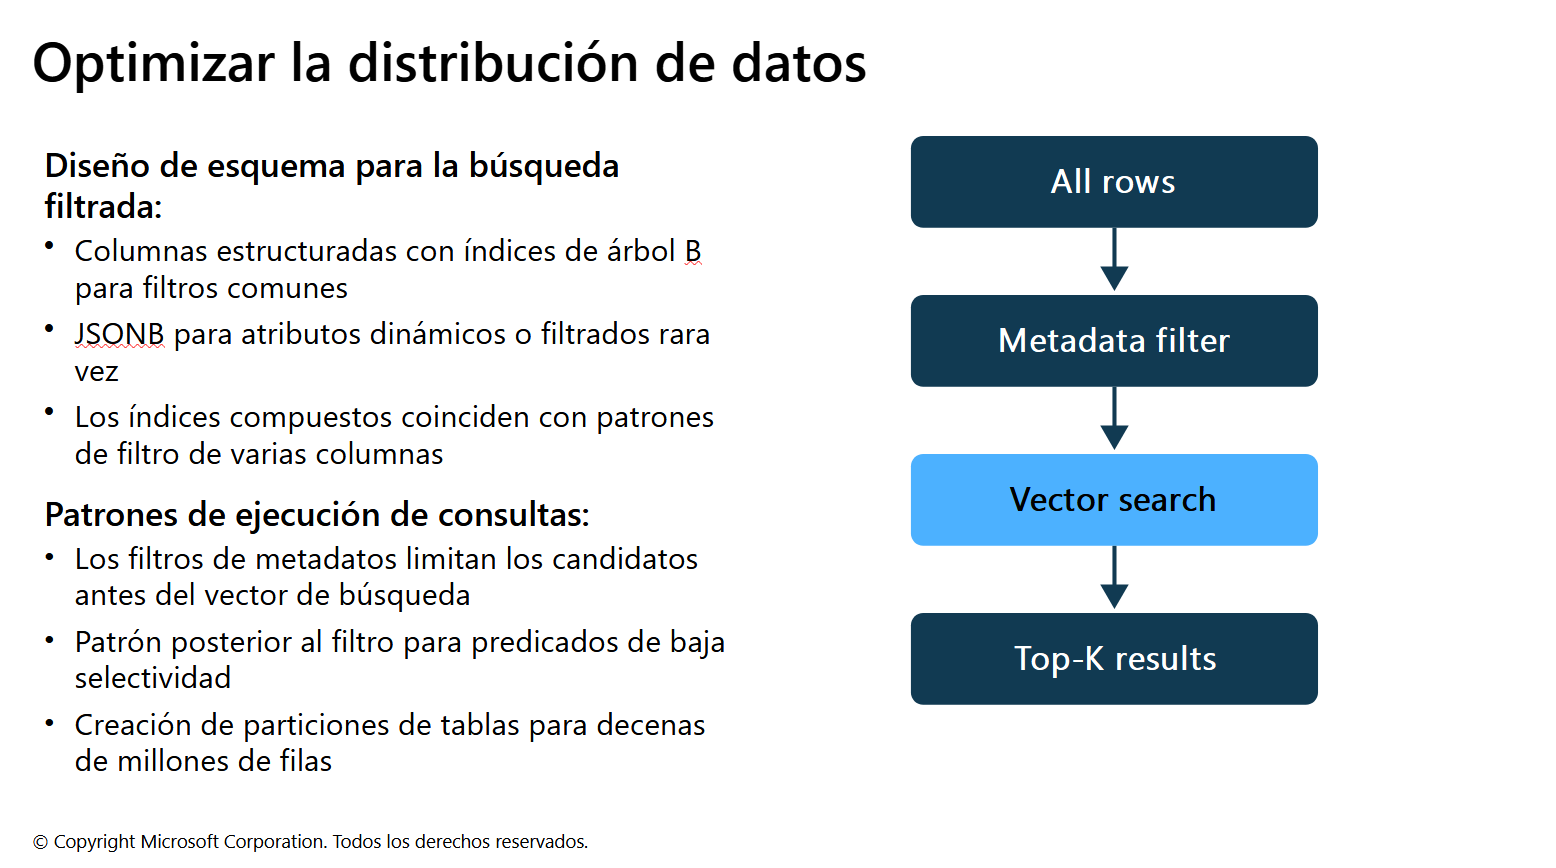 Optimizar la distribución de datos
Diseño de esquema para la búsqueda
filtrada:
• Columnas estructuradas con índices de árbol B
para filtros comunes
• JSONB para atributos dinámicos o filtrados rara
vez
• Los índices compuestos coinciden con patrones
de filtro de varias columnas
Patrones de ejecución de consultas:
• Los filtros de metadatos limitan los candidatos
antes del vector de búsqueda
• Patrón posterior al filtro para predicados de baja
selectividad
• Creación de particiones de tablas para decenas
de millones de filas
All rows
Metadata filter
Vector search
Top-K results
© Copyright Microsoft Corporation. Todos los derechos reservados.